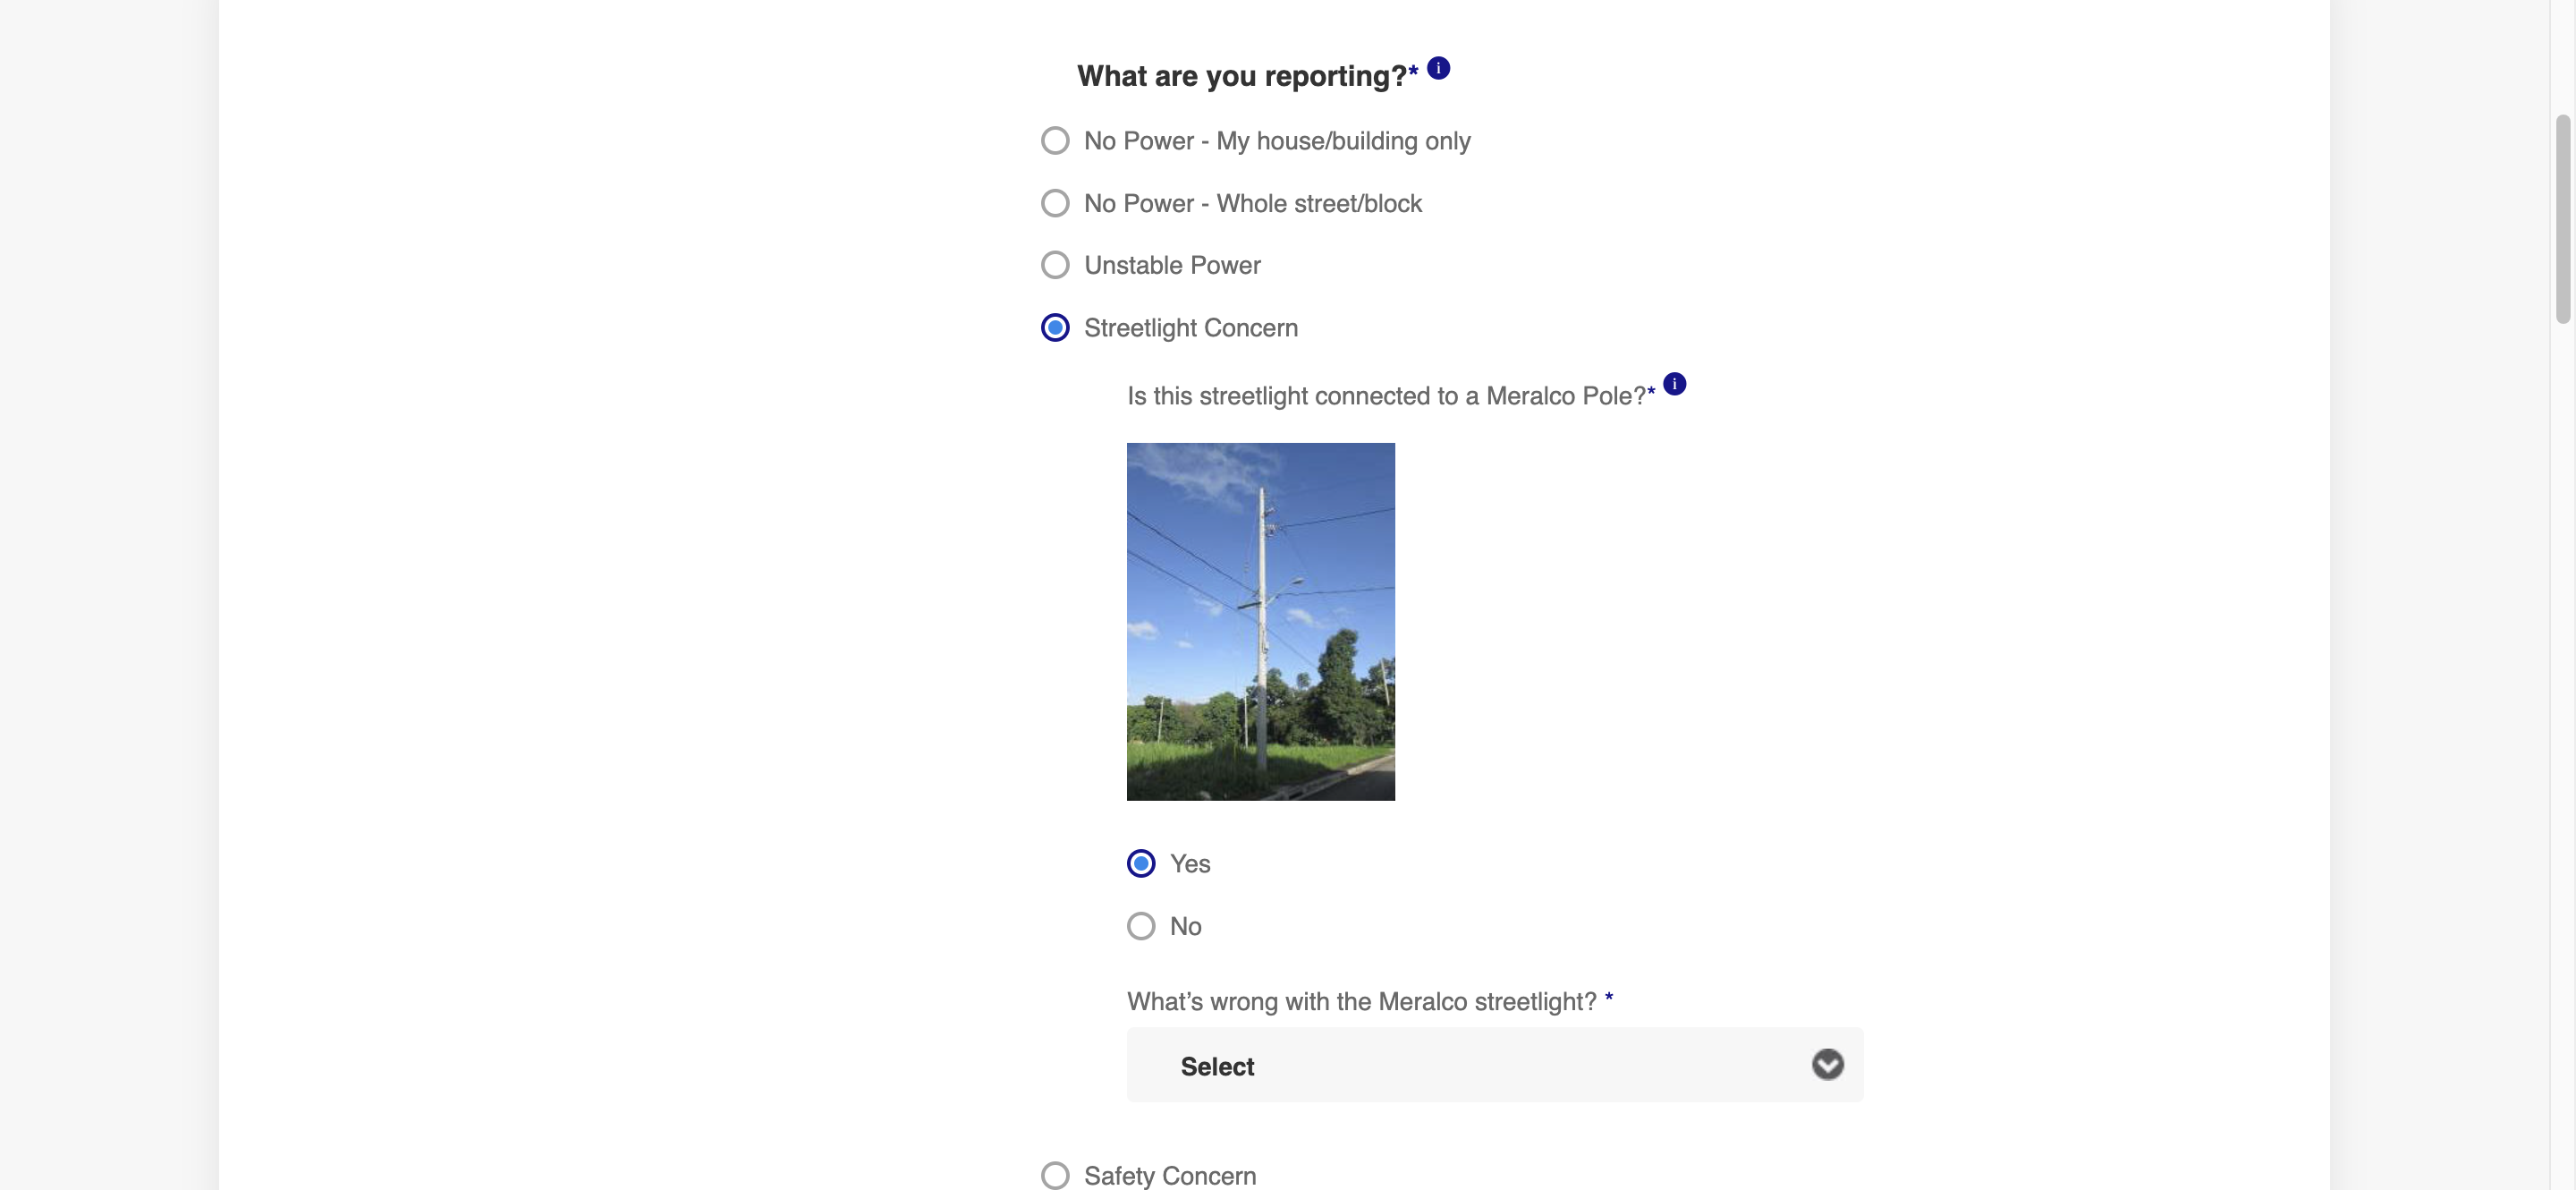 What are you reporting?* i
No Power - My house/building only
No Power - Whole street/block
Unstable Power
Streetlight Concern
Is this streetlight connected to a Meralco Pole?* i
Yes
No
What’s wrong with the Meralco streetlight? *
Select
Safety Concern